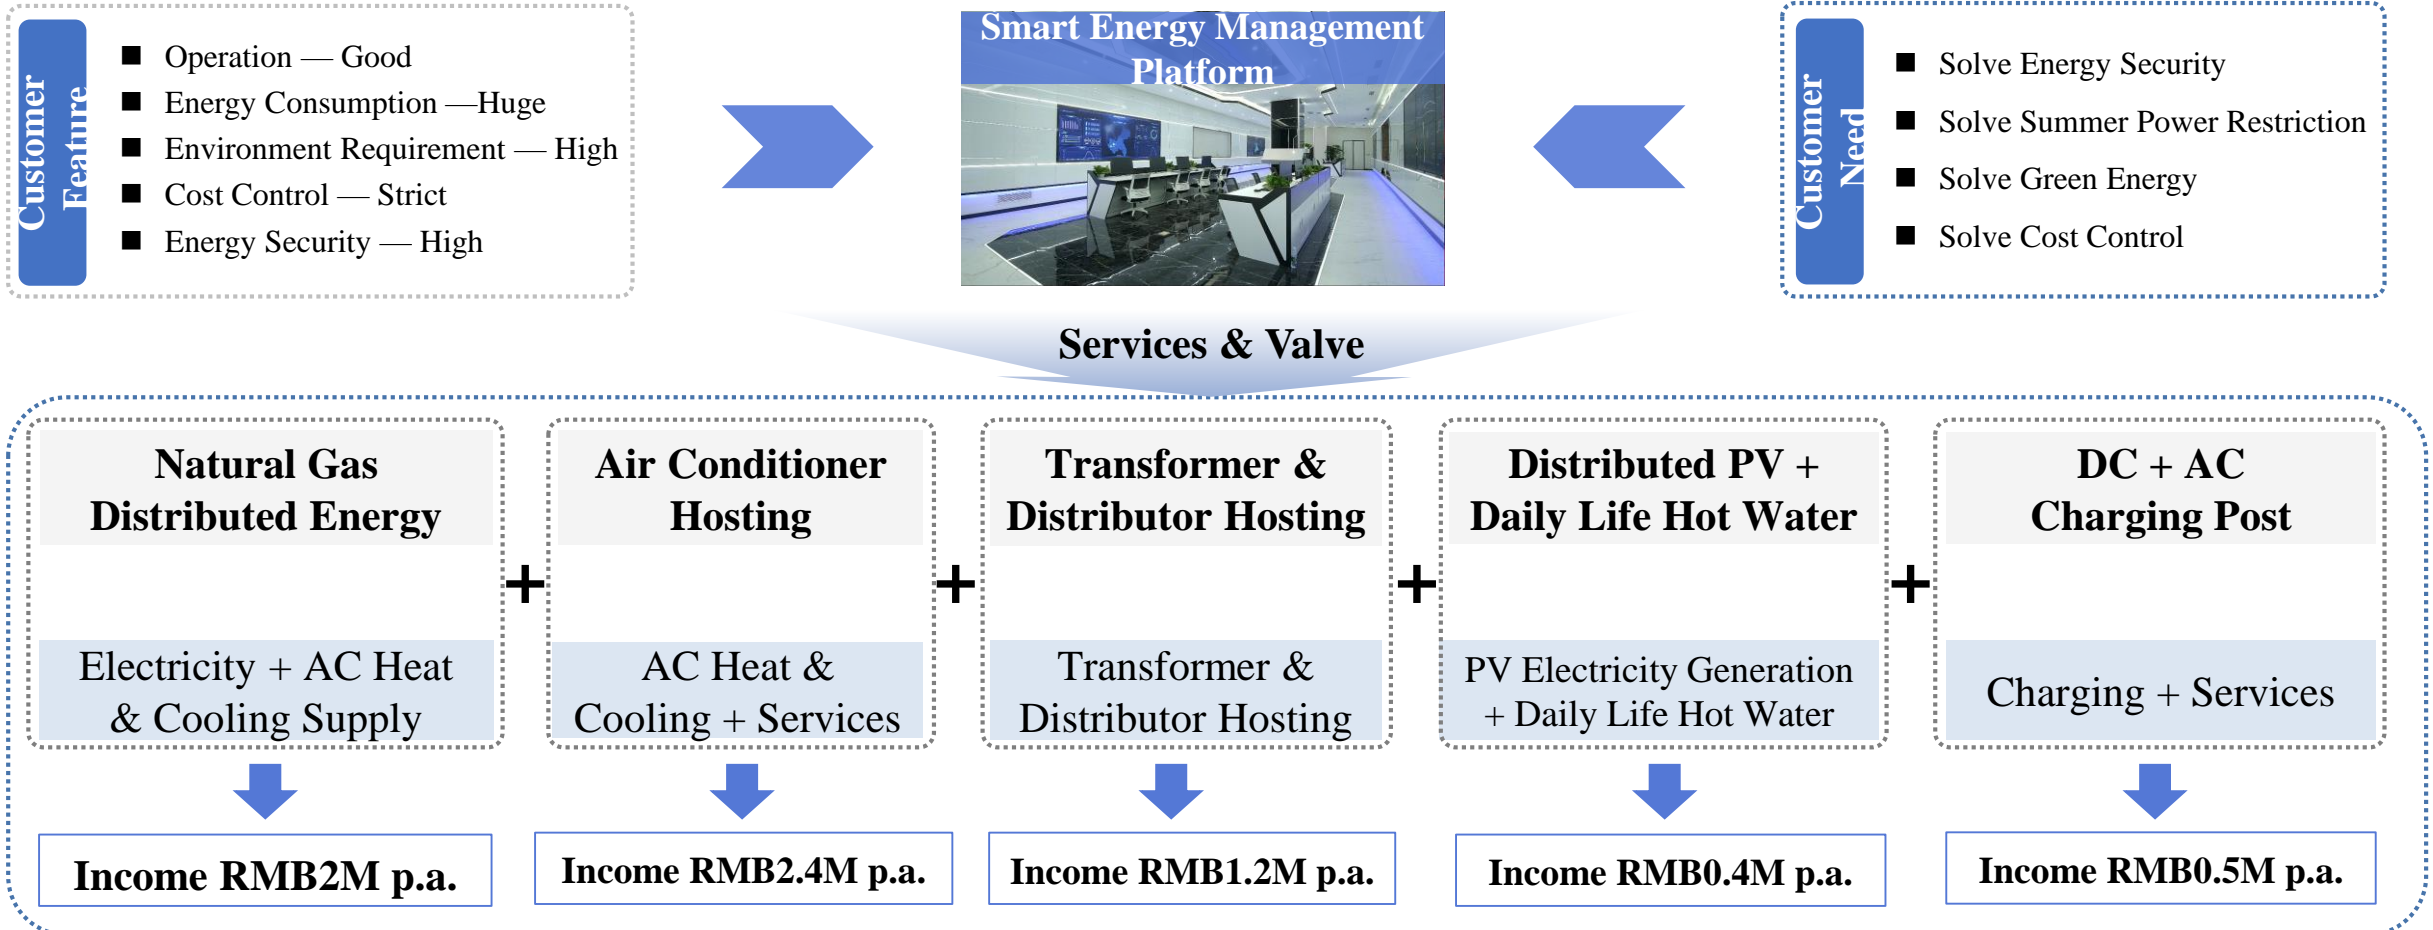 Customer
Feature
■ Operation — Good
■ Energy Consumption —Huge
■ Environment Requirement — High
■ Cost Control — Strict
■ Energy Security — High
Smart Energy Management
Platform
Customer
Need
■ Solve Energy Security
■ Solve Summer Power Restriction
■ Solve Green Energy
■ Solve Cost Control
Services & Valve
Natural Gas
Distributed Energy
Electricity + AC Heat
& Cooling Supply
Income RMB2M p.a.
+
Air Conditioner
Hosting
AC Heat &
Cooling + Services
Income RMB2.4M p.a.
+
Transformer &
Distributor Hosting
Transformer &
Distributor Hosting
Income RMB1.2M p.a.
+
Distributed PV +
Daily Life Hot Water
PV Electricity Generation
+ Daily Life Hot Water
Income RMB0.4M p.a.
+
DC + AC
Charging Post
Charging + Services
Income RMB0.5M p.a.